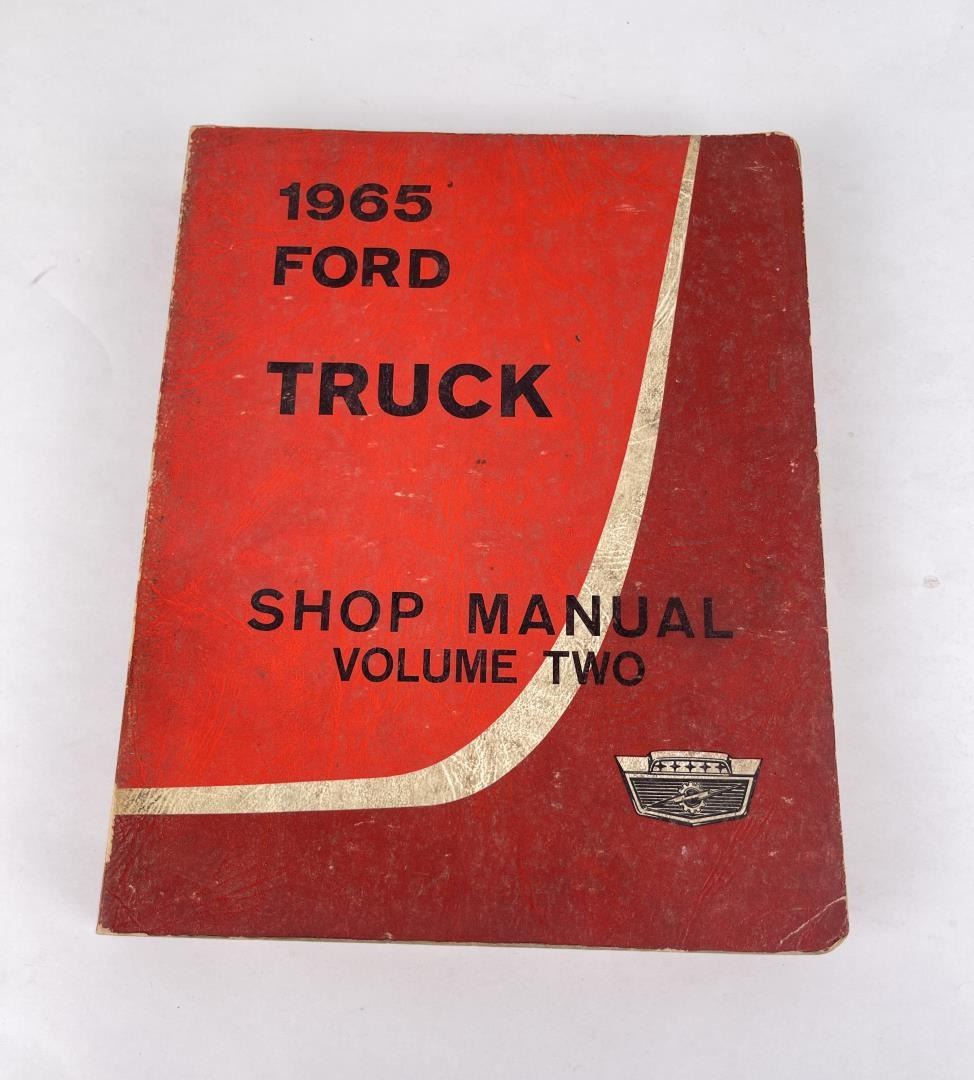 1965
FORD
TRUCK
SHOP MANUAL
VOLUME TWO